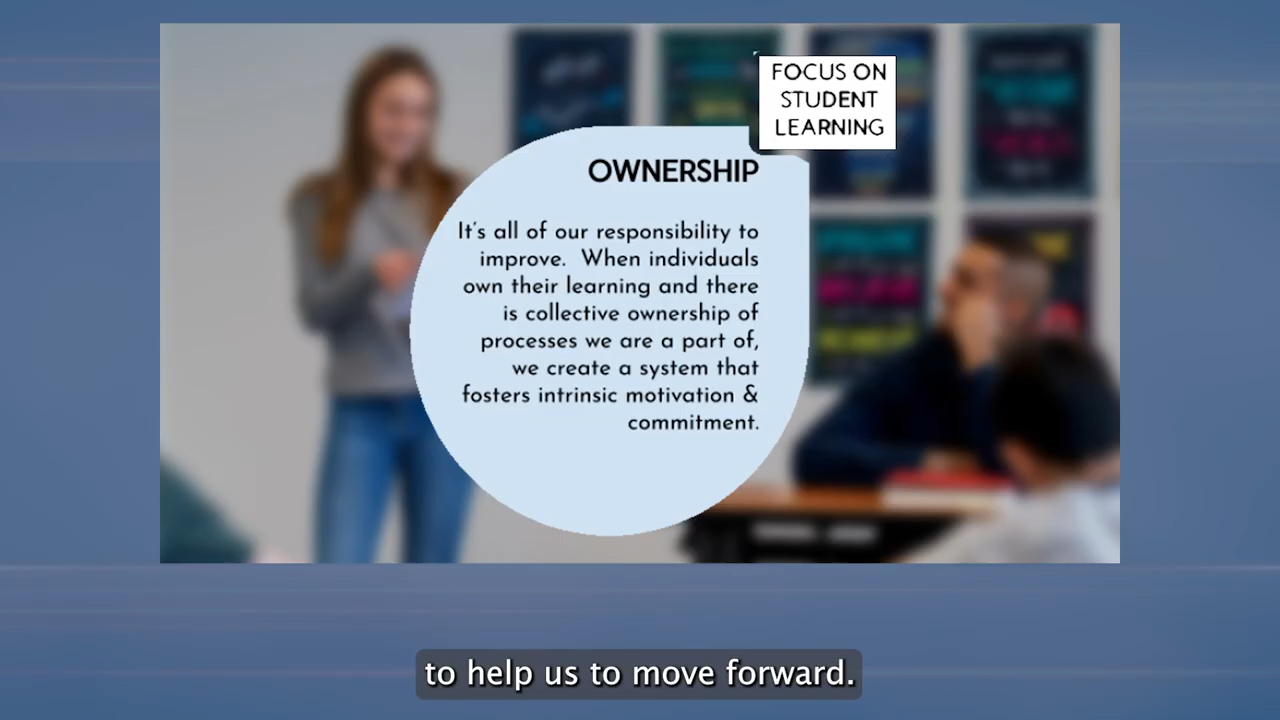 FOCUS ON
STUDENT
LEARNING
OWNERSHIP
It's all of our responsibility to
improve.  When individuals
own their learning and there
is collective ownership of
processes we are a part of,
we create a system that
fosters intrinsic motivation &
commitment.
to help us to move forward.